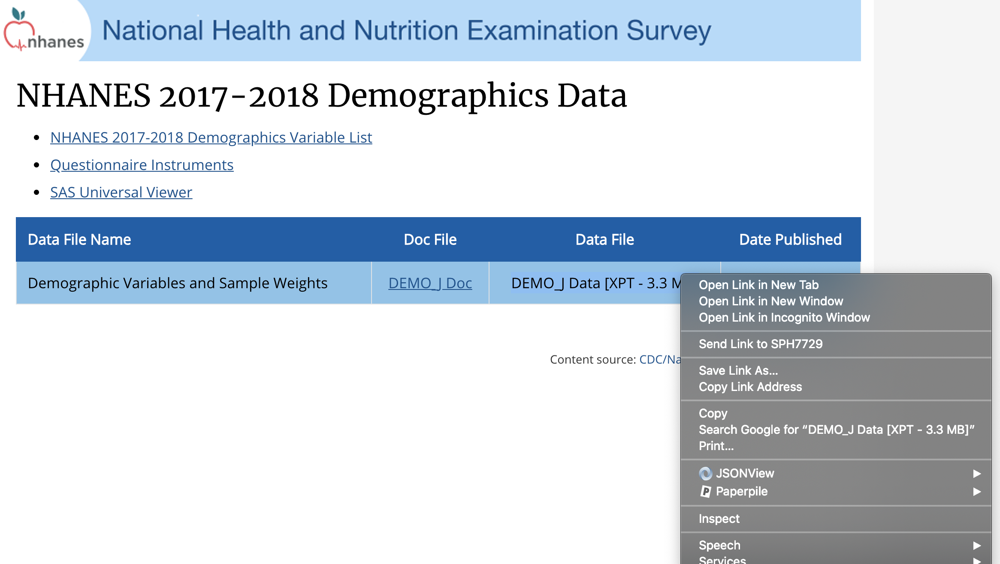 nhanes
National Health and Nutrition Examination Survey
NHANES 2017-2018 Demographics Data
NHANES 2017-2018 Demographics Variable List
Questionnaire Instruments
SAS Universal Viewer
Data File Name Doc File Data File Date Published
Demographic Variables and Sample Weights DEMO_J Doc DEMO_J Data [XPT - 3.3 M
Content source: CDC/Na
Open Link in New Tab
Open Link in New Window
Open Link in Incognito Window
Send Link to SPH7729
Save Link As...
Copy Link Address
Copy
Search Google for “DEMO_J Data [XPT - 3.3 MB]”
Print...
JSONView
Paperpile
Inspect
Speech
Services